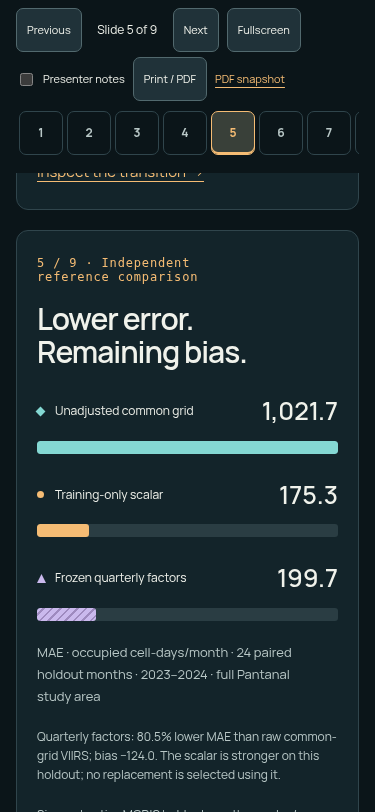 Previous
Slide 5 of 9
Next
Fullscreen
Presenter notes
Print / PDF
PDF snapshot
1
2
3
4
5
6
7
Inspect the transition
5 / 9 · Independent
reference comparison
Lower error.
Remaining bias.
Unadjusted common grid
1,021.7
Training-only scalar
175.3
Frozen quarterly factors
199.7
MAE · occupied cell-days/month · 24 paired
holdout months · 2023–2024 · full Pantanal
study area
Quarterly factors: 80.5% lower MAE than raw common-
grid VIIRS; bias −124.0. The scalar is stronger on this
holdout; no replacement is selected using it.